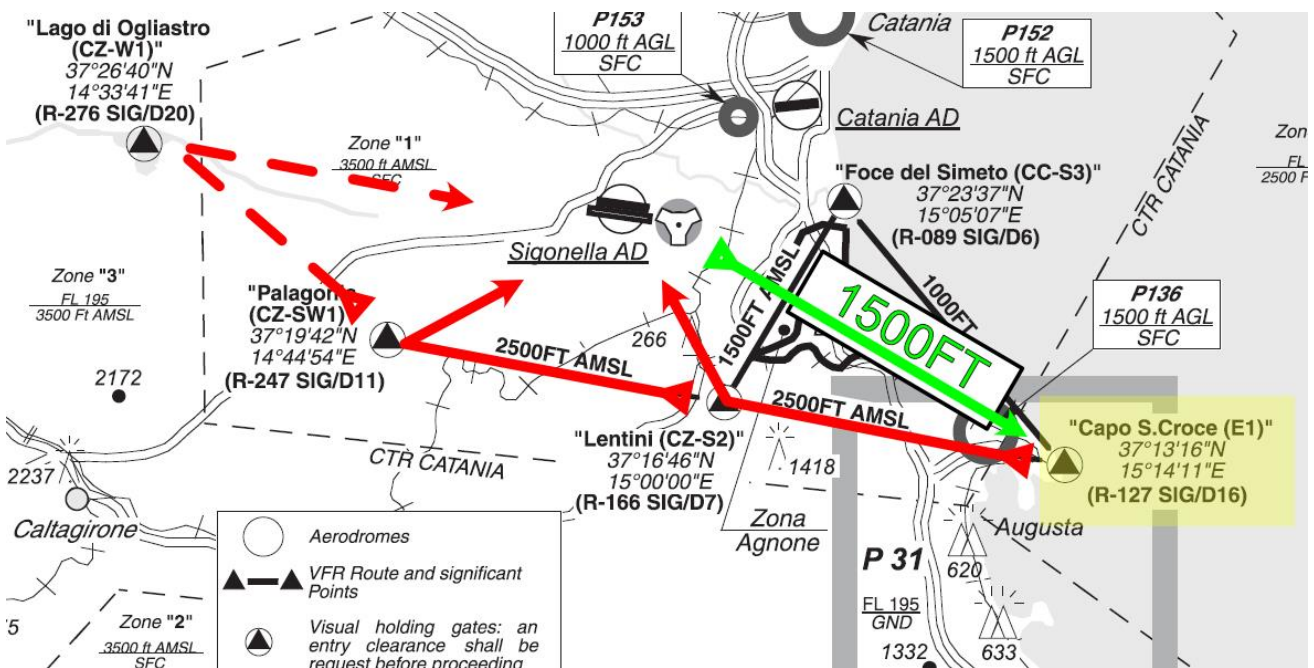 "Lago di Ogliastro
(CZ-W1)"
37°26'40"N
14°33'41"E
(R-276 SIG/D20)
P153
1000 ft AGL
SFC
Catania
P152
1500 ft AGL
SFC
Catania AD
Zone "1"
3500 ft AMSL
SFC
Zon
FL
2500 F
CTR CATANIA
"Foce del Simeto (CC-S3)"
37°23'37"N
15°05'07"E
(R-089 SIG/D6)
Sigonella AD
Zone "3"
FL 195
3500 Ft AMSL
"Palagonia
(CZ-SW1)
37°19'42"N
14°44'54"E
(R-247 SIG/D11)
2172
266
1500FT AMSL
1500FT
1000FT
P136
1500 ft AGL
SFC
2500FT AMSL
2500FT AMSL
"Lentini (CZ-S2)"
37°16'46"N
15°00'00"E
(R-166 SIG/D7)
1418
"Capo S.Croce (E1)"
37°13'16"N
15°14'11"E
(R-127 SIG/D16)
CTR CATANIA
2237
Caltagirone
Zona
Agnone
Augusta
P 31
FL 195
GND
620
633
1332
Aerodromes
VFR Route and significant
Points
Visual holding gates: an
entry clearance shall be
request before proceeding
5
Zone "2"
3500 ft AMSL
SFC